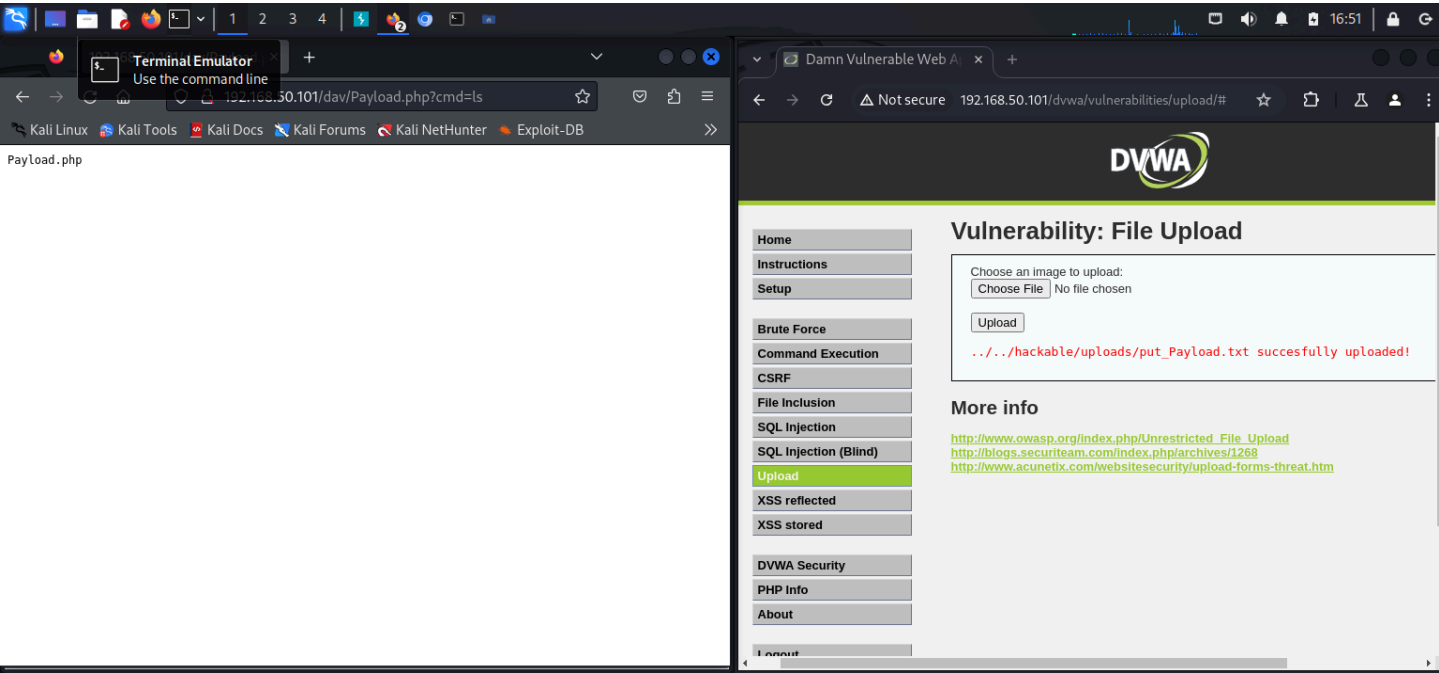 1 2 3 4
2
16:51
Terminal Emulator
Use the command line
192.168.50.101/dav/Payload.php?cmd=ls
Kali Linux Kali Tools Kali Docs Kali Forums Kali NetHunter Exploit-DB
Payload.php
Damn Vulnerable Web A
Not secure 192.168.50.101/dvwa/vulnerabilities/upload/#
DVWA
Home
Instructions
Setup
Brute Force
Command Execution
CSRF
File Inclusion
SQL Injection
SQL Injection (Blind)
Upload
XSS reflected
XSS stored
DVWA Security
PHP Info
About
Logout
Vulnerability: File Upload
Choose an image to upload:
Choose File No file chosen
Upload
../../hackable/uploads/put_Payload.txt succesfully uploaded!
More info
http://www.owasp.org/index.php/Unrestricted_File_Upload
http://blogs.securiteam.com/index.php/archives/1268
http://www.acunetix.com/websitesecurity/upload-forms-threat.htm